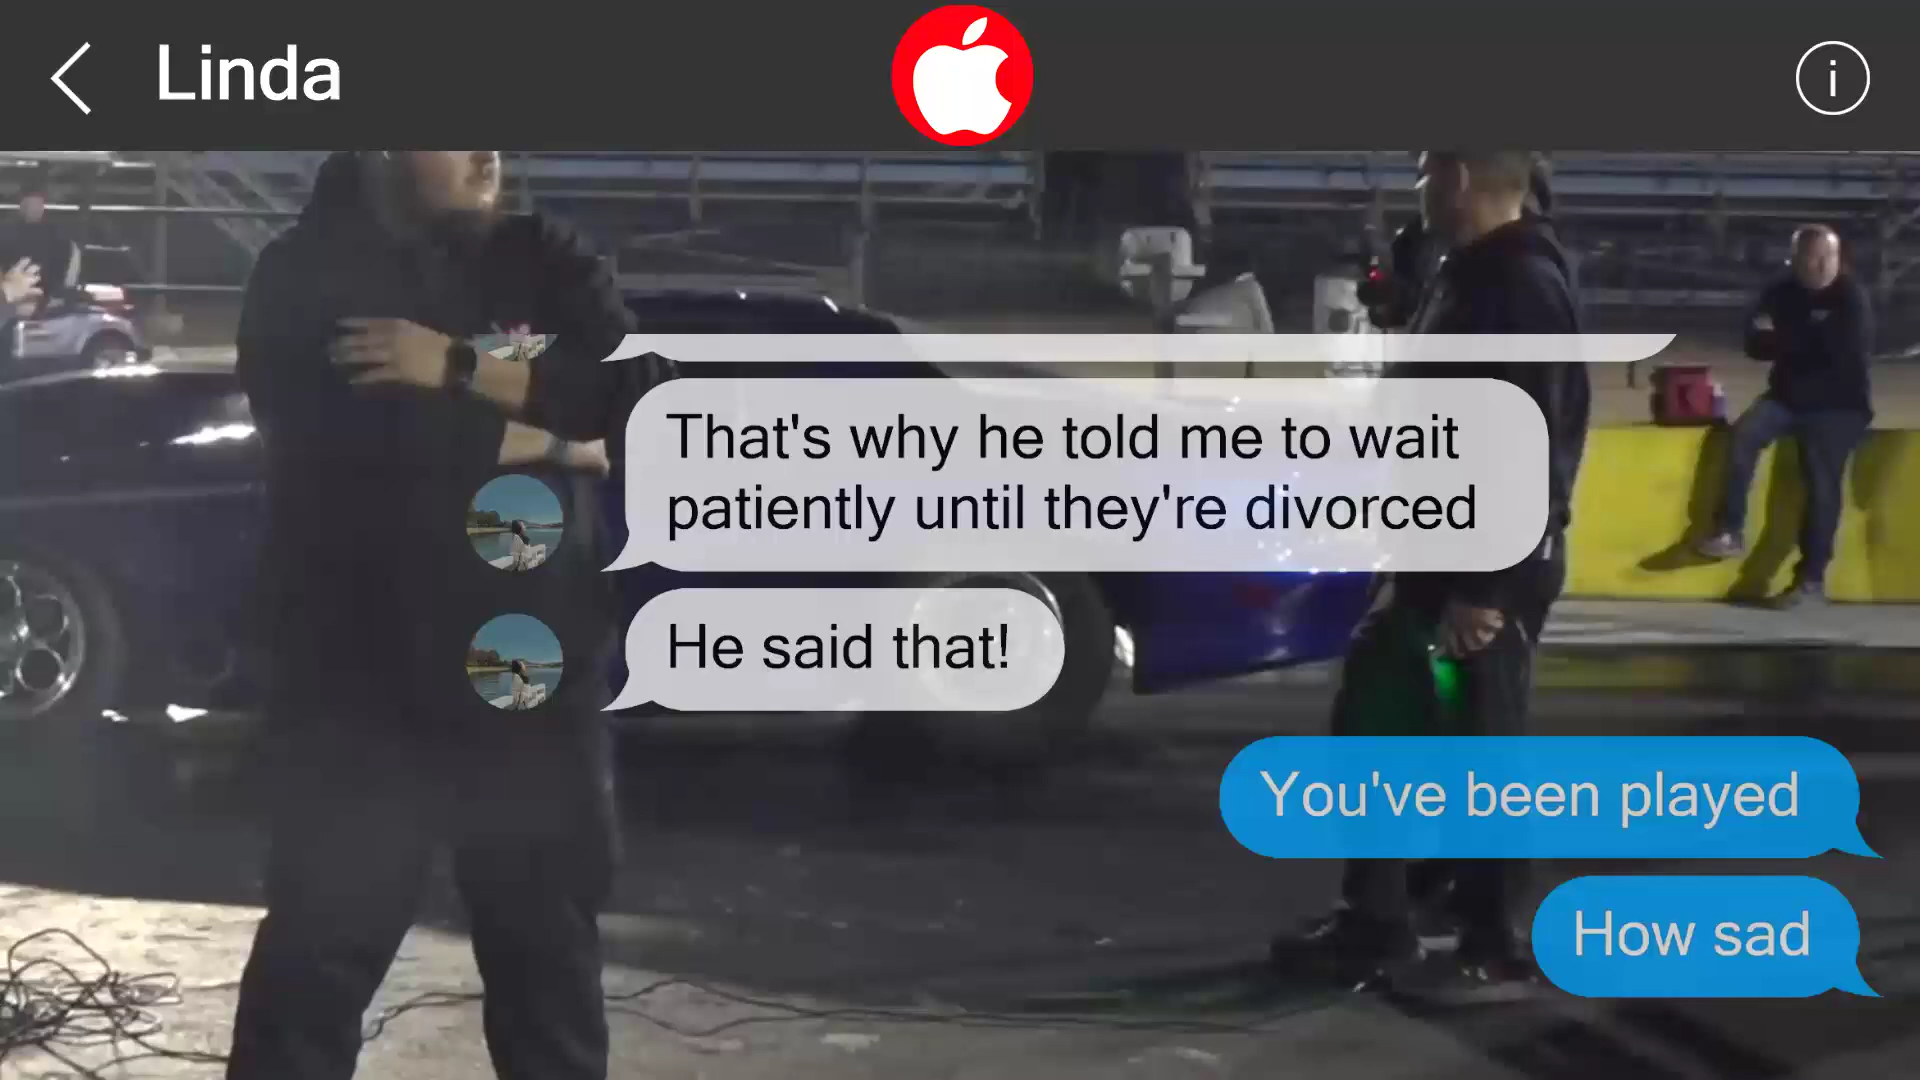 Linda
That's why he told me to wait
patiently until they're divorced
He said that!
You've been played
How sad